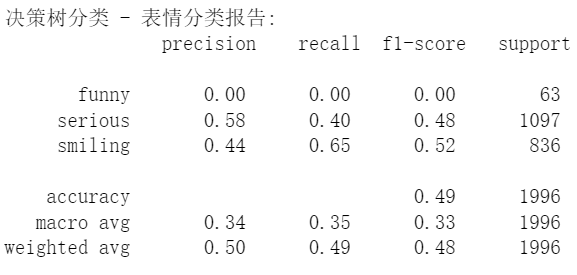 决策树分类 - 表情分类报告:
precision recall f1-score support
funny 0.00 0.00 0.00 63
serious 0.58 0.40 0.48 1097
smiling 0.44 0.65 0.52 836
accuracy 0.49 1996
macro avg 0.34 0.35 0.33 1996
weighted avg 0.50 0.49 0.48 1996